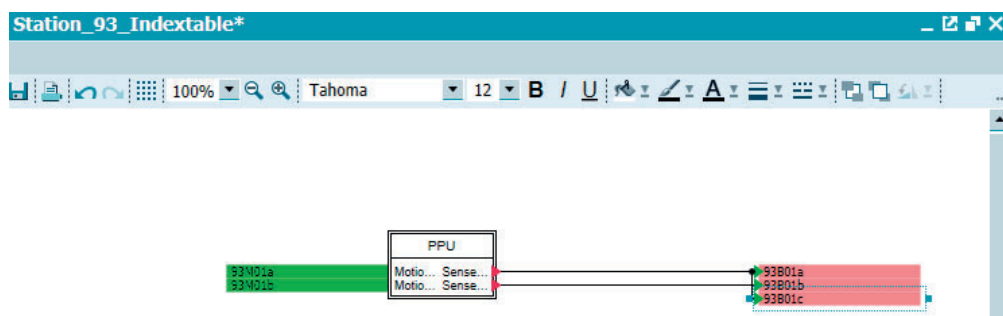 Station_93_Indextable*
100% Tahoma 12 B I U A
PPU
93M01a Motio... Sense... 93B01a
93M01b Motio... Sense... 93B01b
93B01c